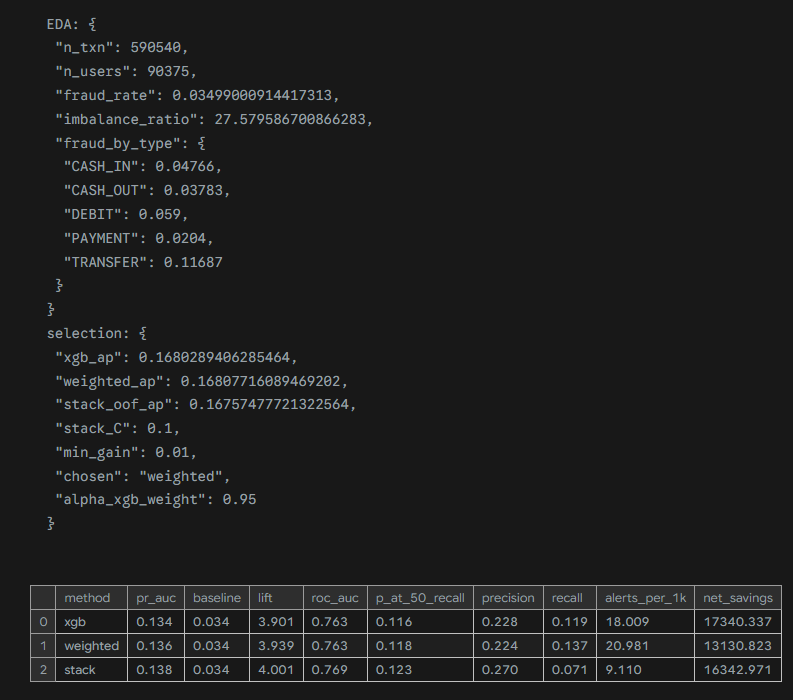 EDA: {
"n_txn": 590540,
"n_users": 90375,
"fraud_rate": 0.03499000914417313,
"imbalance_ratio": 27.579586700866283,
"fraud_by_type": {
"CASH_IN": 0.04766,
"CASH_OUT": 0.03783,
"DEBIT": 0.059,
"PAYMENT": 0.0204,
"TRANSFER": 0.11687
}
}
selection: {
"xgb_ap": 0.1680289406285464,
"weighted_ap": 0.16807716089469202,
"stack_oof_ap": 0.16757477721322564,
"stack_C": 0.1,
"min_gain": 0.01,
"chosen": "weighted",
"alpha_xgb_weight": 0.95
}
method pr_auc baseline lift roc_auc p_at_50_recall precision recall alerts_per_1k net_savings
0 xgb 0.134 0.034 3.901 0.763 0.116 0.228 0.119 18.009 17340.337
1 weighted 0.136 0.034 3.939 0.763 0.118 0.224 0.137 20.981 13130.823
2 stack 0.138 0.034 4.001 0.769 0.123 0.270 0.071 9.110 16342.971